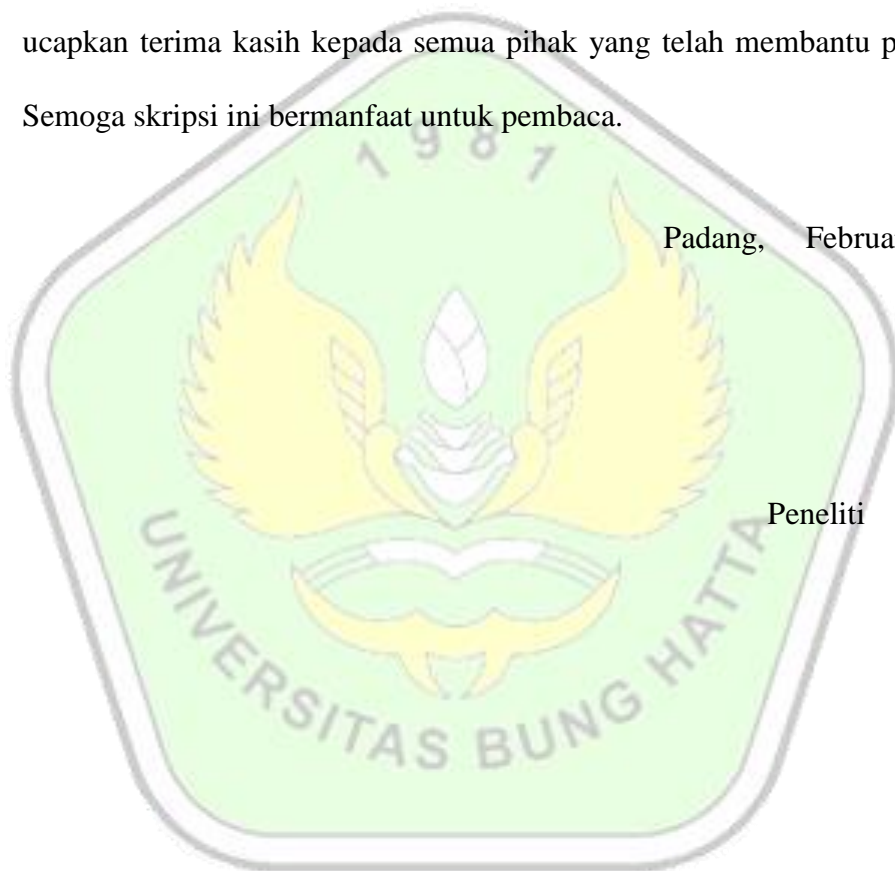 ucapkan terima kasih kepada semua pihak yang telah membantu
Semoga skripsi ini bermanfaat untuk pembaca.
1981
Padang,
Peneliti
UNIVERSITAS BUNG HATTA